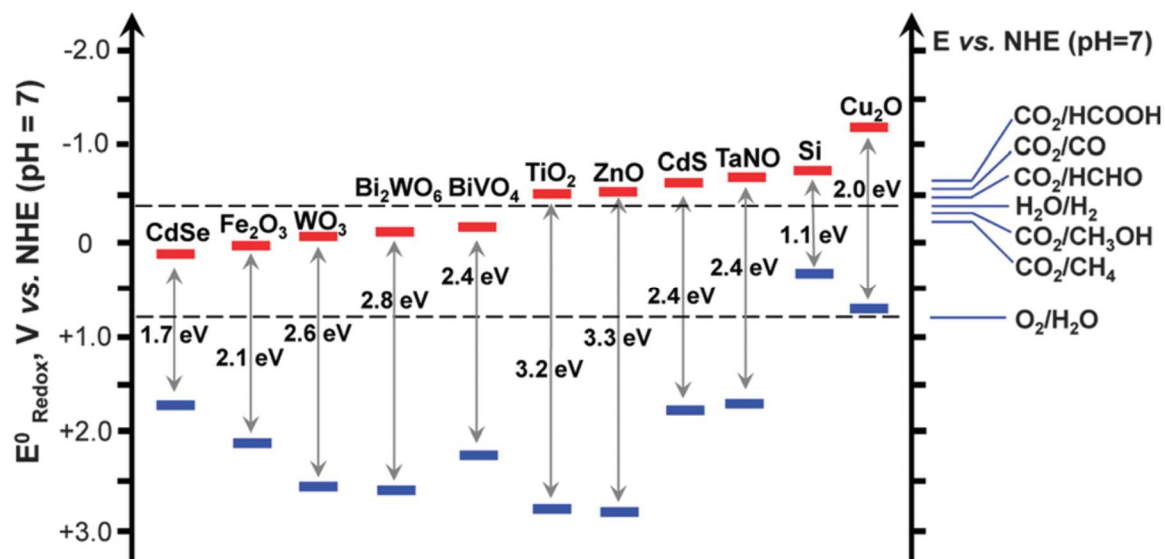 E⁰ Redox, V vs. NHE (pH = 7)
-2.0
-1.0
0
+1.0
+2.0
+3.0
CdSe
1.7 eV
Fe₂O₃
2.1 eV
WO₃
2.6 eV
Bi₂WO₆
2.8 eV
BiVO₄
2.4 eV
TiO₂
3.2 eV
ZnO
3.3 eV
CdS
2.4 eV
TaNO
2.4 eV
Si
1.1 eV
Cu₂O
2.0 eV
E vs. NHE (pH=7)
CO₂/HCOOH
CO₂/CO
CO₂/HCHO
H₂O/H₂
CO₂/CH₃OH
CO₂/CH₄
O₂/H₂O